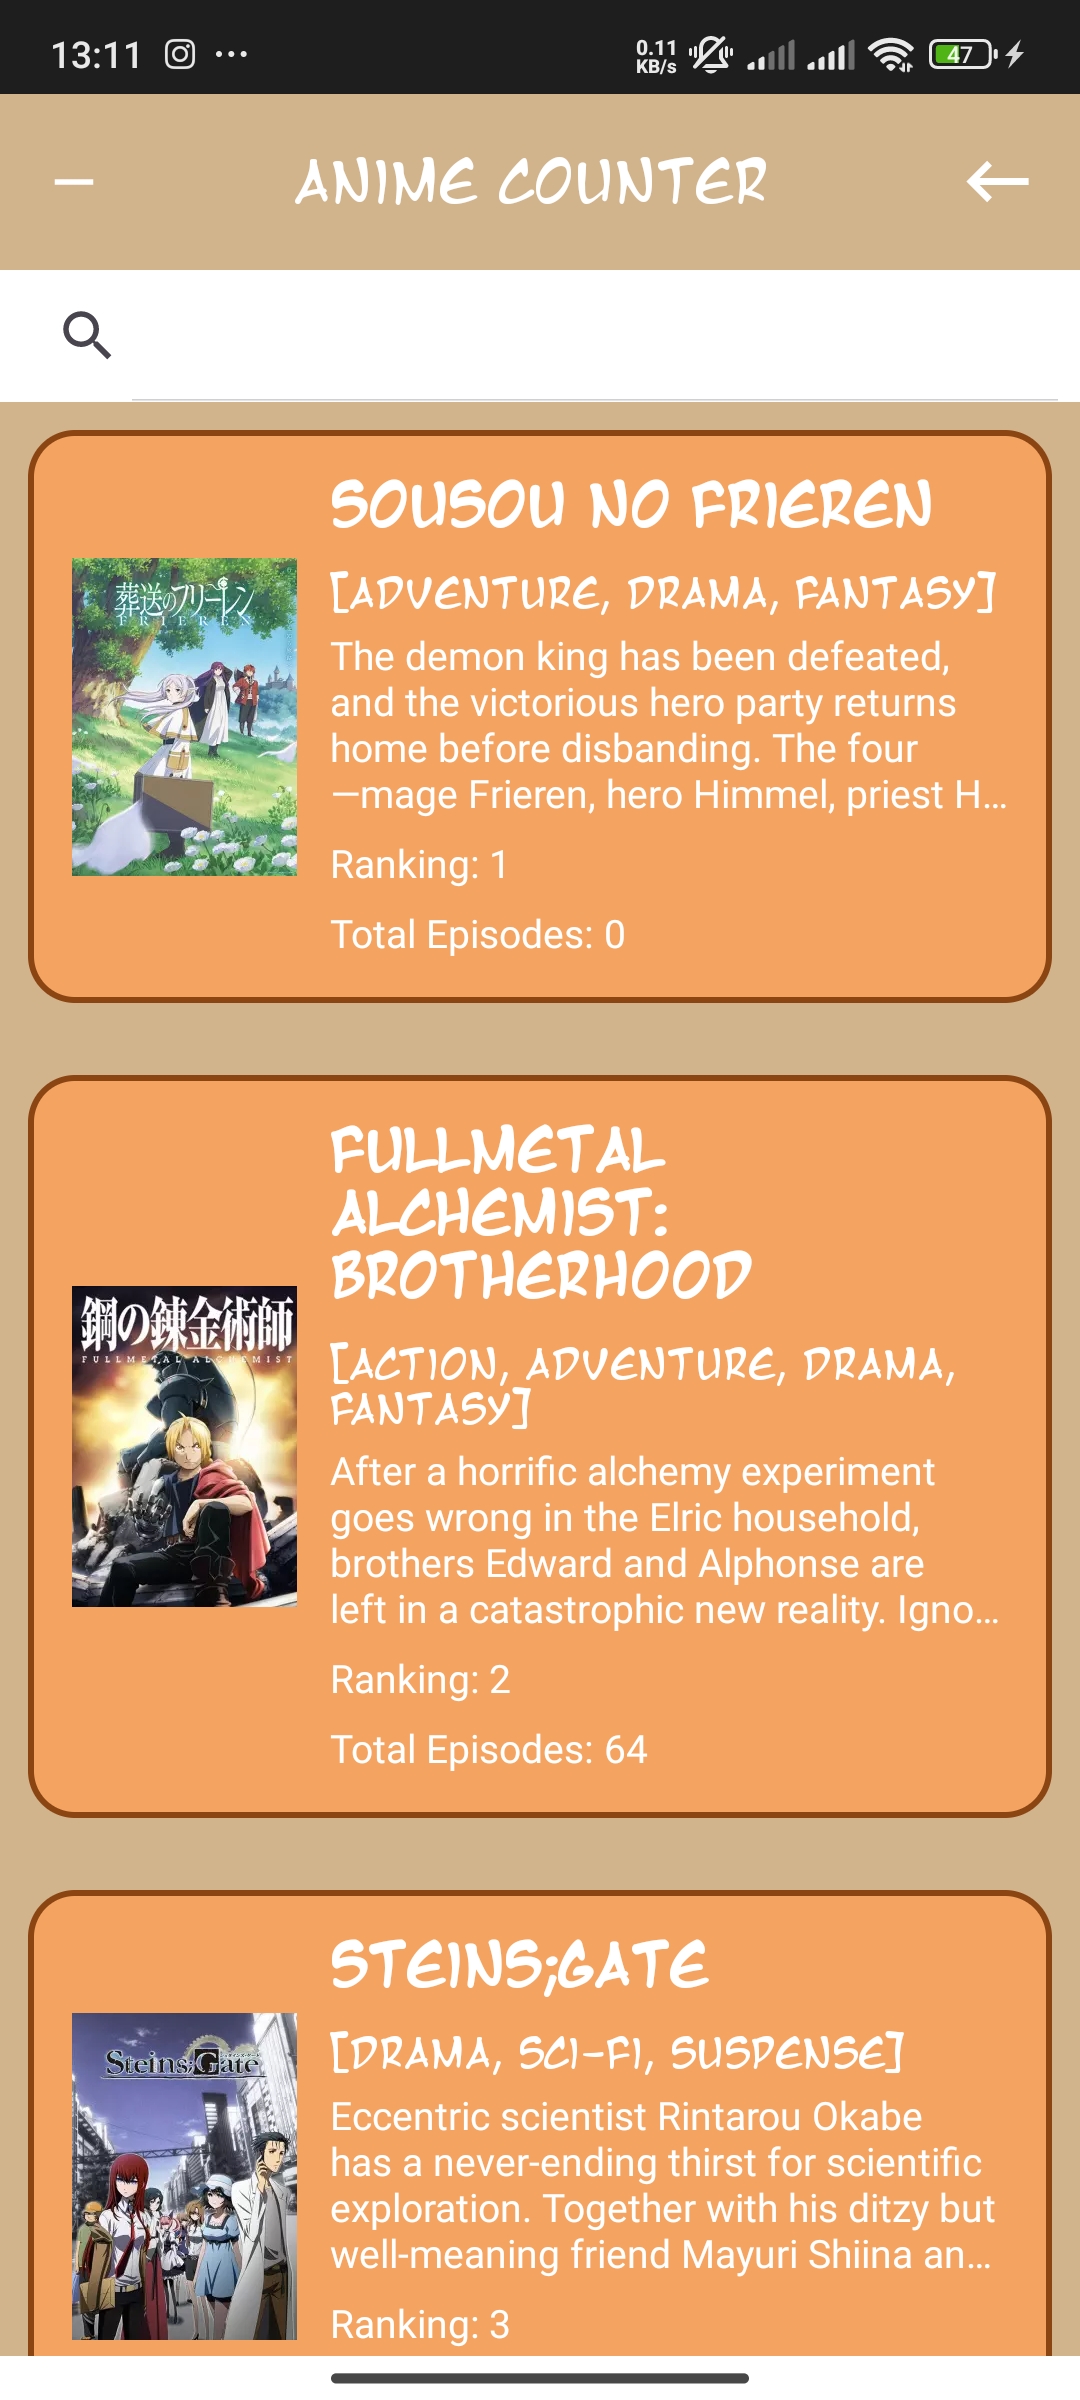 13:11
0.11
KB/s
47
ANIME COUNTER
SOUSOU NO FRIEREN
[ADVENTURE, DRAMA, FANTASY]
葬送のフリーレン
FRIEREN
The demon king has been defeated,
and the victorious hero party returns
home before disbanding. The four
—mage Frieren, hero Himmel, priest H...
Ranking: 1
Total Episodes: 0
FULLMETAL
ALCHEMIST:
BROTHERHOOD
鋼の錬金術師
FULLMETAL ALCHEMIST
[ACTION, ADVENTURE, DRAMA,
FANTASY]
After a horrific alchemy experiment
goes wrong in the Elric household,
brothers Edward and Alphonse are
left in a catastrophic new reality. Igno...
Ranking: 2
Total Episodes: 64
STEINS;GATE
Steins;Gate
[DRAMA, SCI-FI, SUSPENSE]
Eccentric scientist Rintarou Okabe
has a never-ending thirst for scientific
exploration. Together with his ditzy but
well-meaning friend Mayuri Shiina an...
Ranking: 3